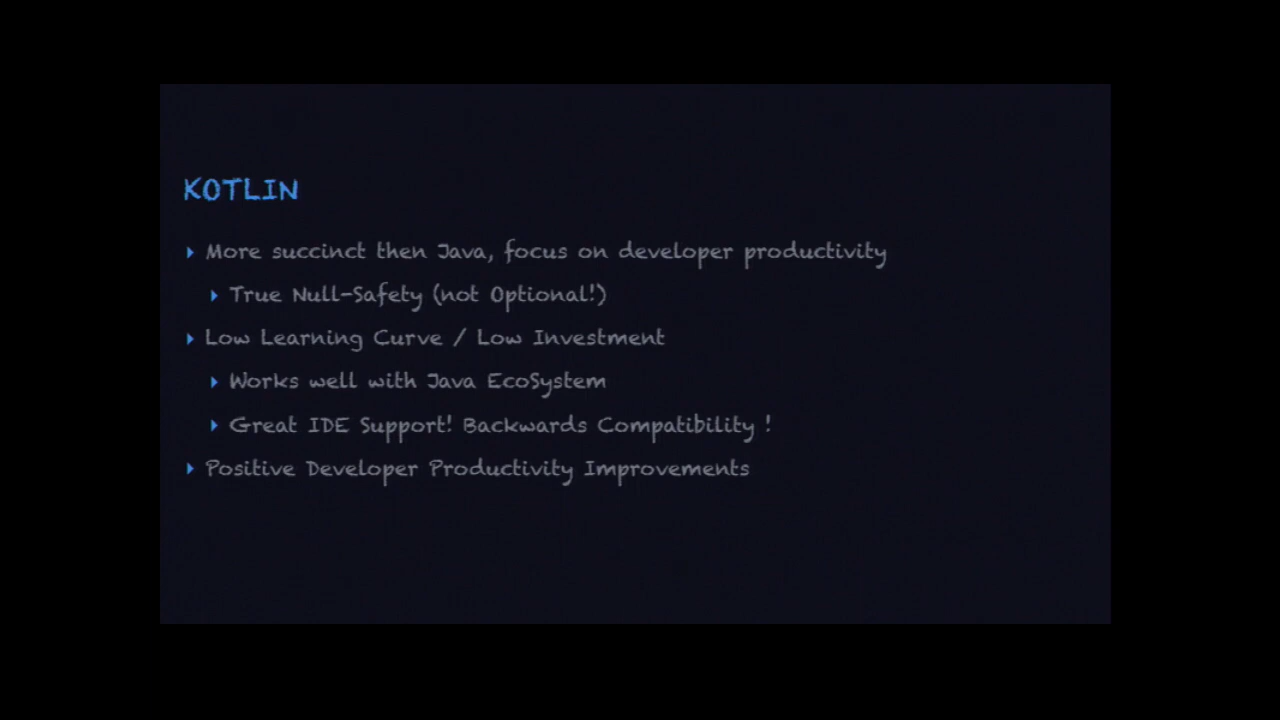 KOTLIN
More succinct then Java, focus on developer productivity
True Null-Safety (not Optional!)
Low Learning Curve / Low Investment
Works well with Java EcoSystem
Great IDE Support! Backwards Compatibility !
Positive Developer Productivity Improvements